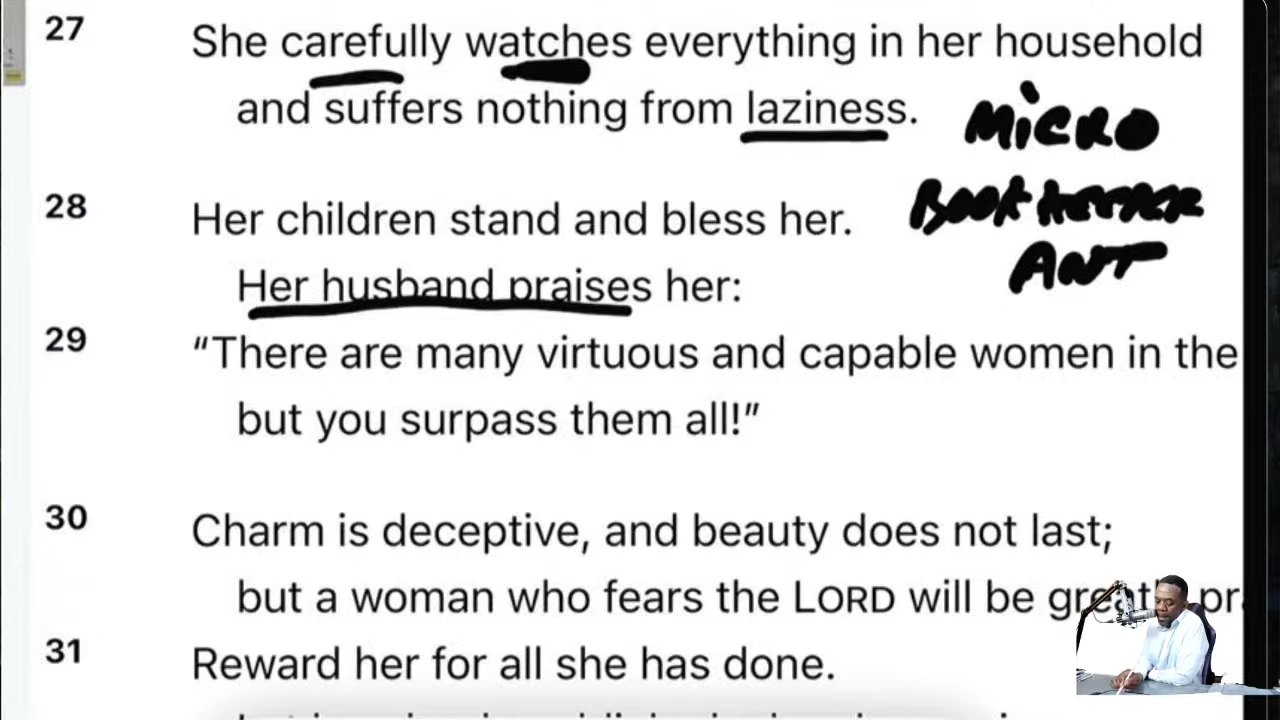 27 She carefully watches everything in her household
and suffers nothing from laziness.
MICRO
28 Her children stand and bless her.
ANT
Her husband praises her:
29 “There are many virtuous and capable women in the
but you surpass them all!”
30 Charm is deceptive, and beauty does not last;
but a woman who fears the LORD will be greatly
31 Reward her for all she has done.